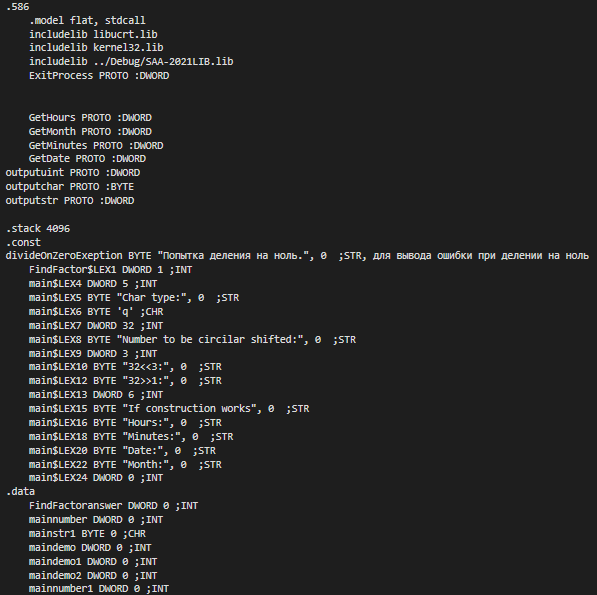 .586
.model flat, stdcall
includelib libucrt.lib
includelib kernel32.lib
includelib ../Debug/SAA-2021LIB.lib
ExitProcess PROTO :DWORD
GetHours PROTO :DWORD
GetMonth PROTO :DWORD
GetMinutes PROTO :DWORD
GetDate PROTO :DWORD
outputuint PROTO :DWORD
outputchar PROTO :BYTE
outputstr PROTO :DWORD
.stack 4096
.const
divideOnZeroExeption BYTE "Попытка деления на ноль.", 0  ;STR, для вывода ошибки при делении на ноль
FindFactor$LEX1 DWORD 1 ;INT
main$LEX4 DWORD 5 ;INT
main$LEX5 BYTE "Char type:", 0  ;STR
main$LEX6 BYTE 'q' ;CHR
main$LEX7 DWORD 32 ;INT
main$LEX8 BYTE "Number to be circilar shifted:", 0  ;STR
main$LEX9 DWORD 3 ;INT
main$LEX10 BYTE "32<<3:", 0  ;STR
main$LEX12 BYTE "32>>1:", 0  ;STR
main$LEX13 DWORD 6 ;INT
main$LEX15 BYTE "If construction works", 0  ;STR
main$LEX16 BYTE "Hours:", 0  ;STR
main$LEX18 BYTE "Minutes:", 0  ;STR
main$LEX20 BYTE "Date:", 0  ;STR
main$LEX22 BYTE "Month:", 0  ;STR
main$LEX24 DWORD 0 ;INT
.data
FindFactoranswer DWORD 0 ;INT
mainnumber DWORD 0 ;INT
mainstr1 BYTE 0 ;CHR
maindemo DWORD 0 ;INT
maindemo1 DWORD 0 ;INT
maindemo2 DWORD 0 ;INT
mainnumber1 DWORD 0 ;INT